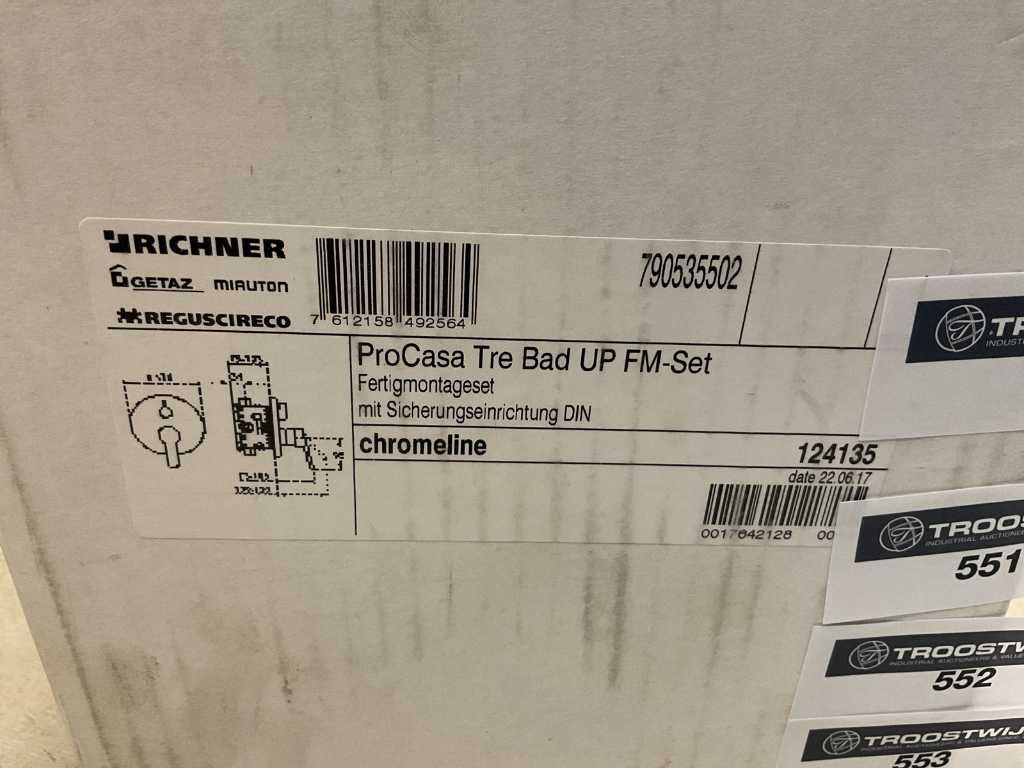 RICHNER
GETAZ MIAUTON
REGUSCIRECO
7 612158 492564
790535502
ProCasa Tre Bad UP FM-Set
Fertigmontageset
mit Sicherungseinrichtung DIN
chromeline
124135
date 22.06.17
0017642128
TROOS
551
TROOSTWIJ
552
TROOSTWIJ
553